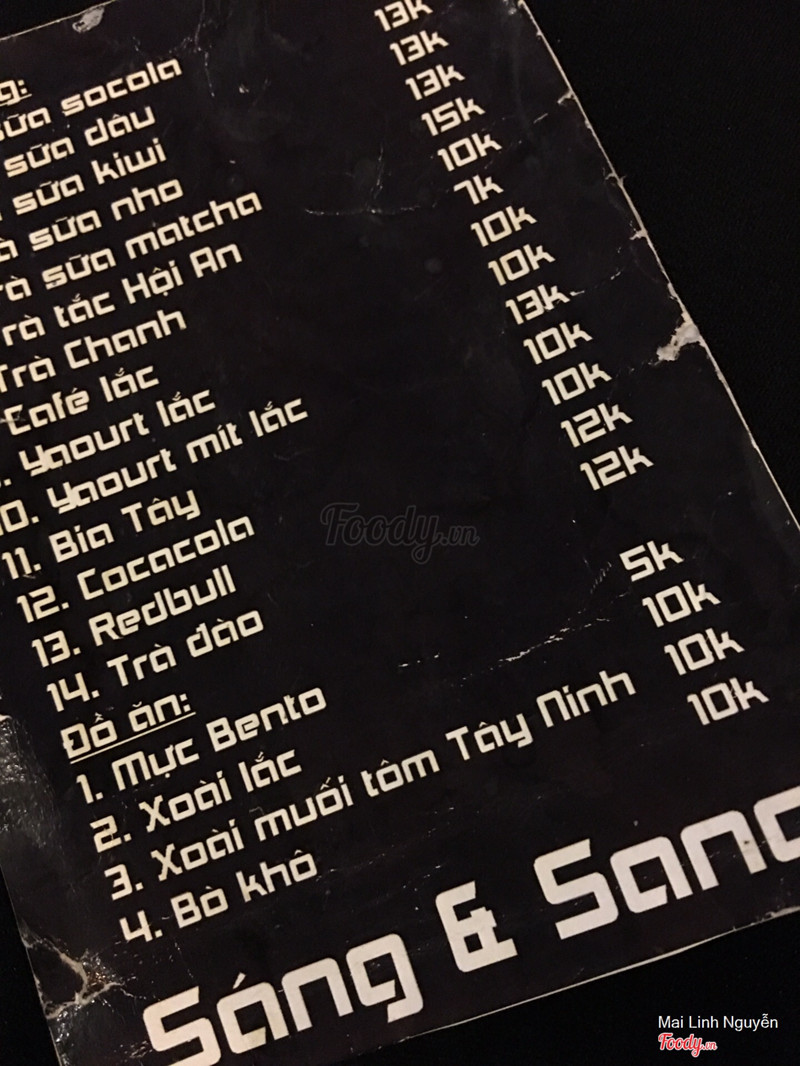 g:
sữa socola
sữa dâu 13k
sữa kiwi 13k
sữa nho 13k
sữa matcha 15k
rà tắc Hội An 10k
Trà Chanh 7k
Café lắc 10k
. Yaourt lắc 10k
10. Yaourt mít lắc 13k
11. Bia Tây 10k
12. Cocacola 10k
13. Redbull 12k
14. Trà đào 12k
Đồ ăn:
1. Mực Bento 5k
2. Xoài lắc 10k
3. Xoài muối tôm Tây Ninh 10k
4. Bò khô 10k
Sáng & Sang
Foody.vn
Mai Linh Nguyễn
Foody.vn